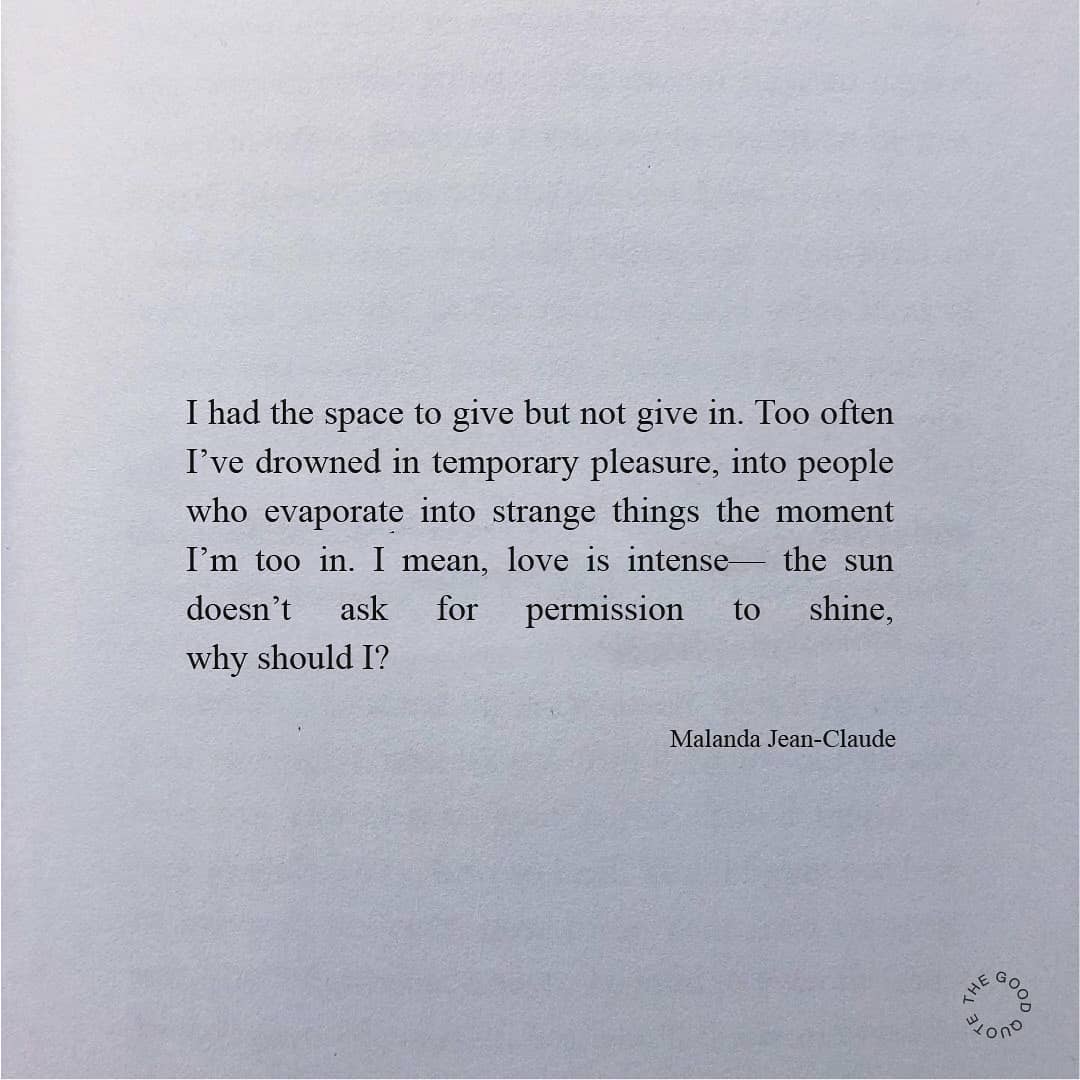 I had the space to give but not give in. Too often
I’ve drowned in temporary pleasure, into people
who evaporate into strange things the moment
I’m too in. I mean, love is intense— the sun
doesn’t ask for permission to shine,
why should I?
Malanda Jean-Claude
THE GOOD QUOTE